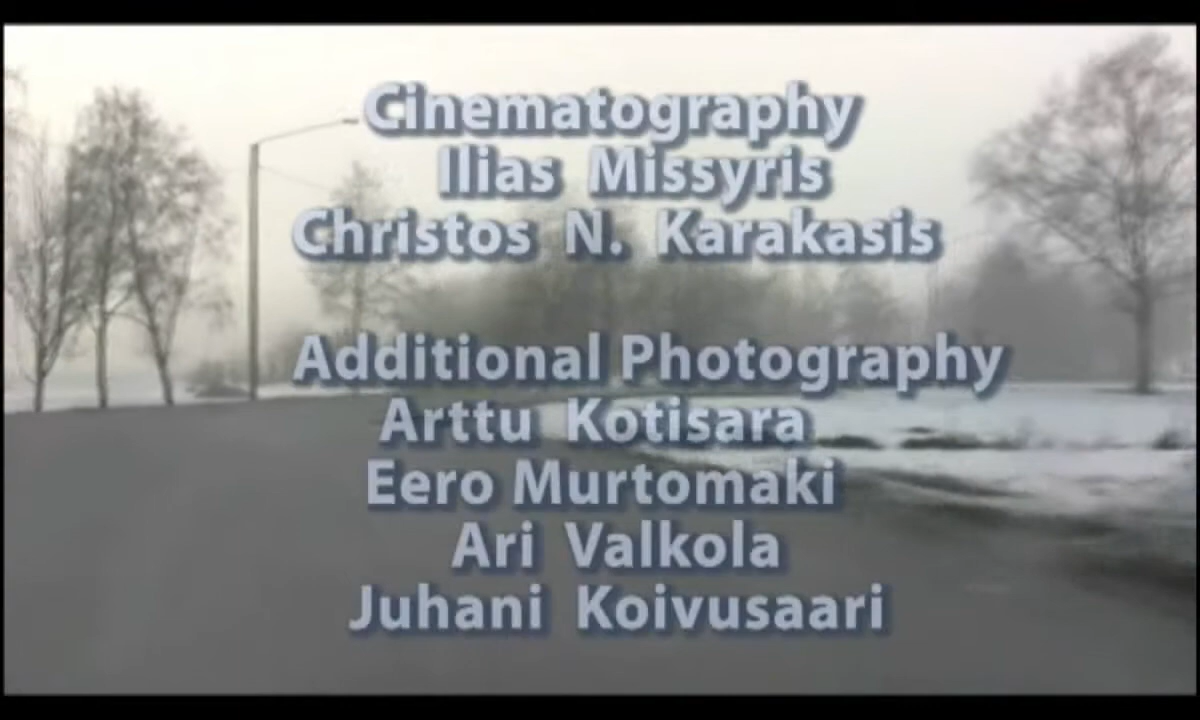 Cinematography
Ilias Missyris
Christos N. Karakasis
Additional Photography
Arttu Kotisara
Eero Murtomaki
Ari Valkola
Juhani Koivusaari